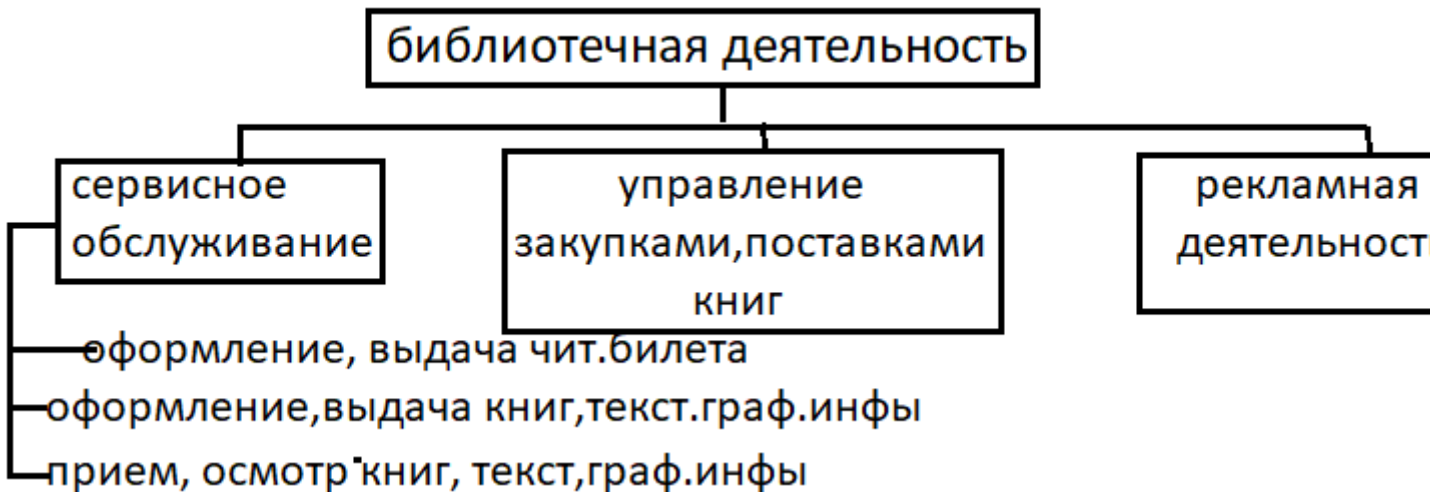 библиотечная деятельность
сервисное
обслуживание
управление
закупками,поставками
книг
рекламная
деятельност
оформление, выдача чит.билета
оформление,выдача книг,текст.граф.инфы
прием, осмотр книг, текст,граф.инфы